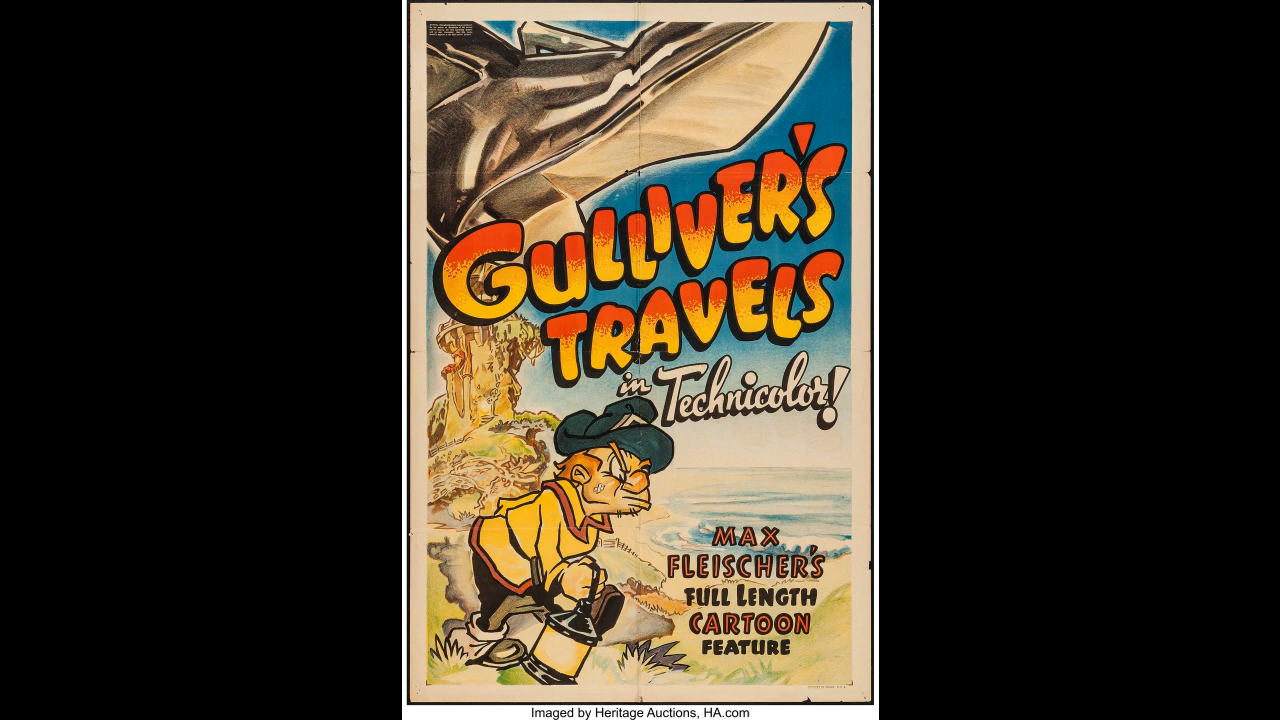 GULLIVER'S
TRAVELS
in Technicolor!
MAX
FLEISCHER'S
FULL LENGTH
CARTOON
FEATURE
Imaged by Heritage Auctions, HA.com